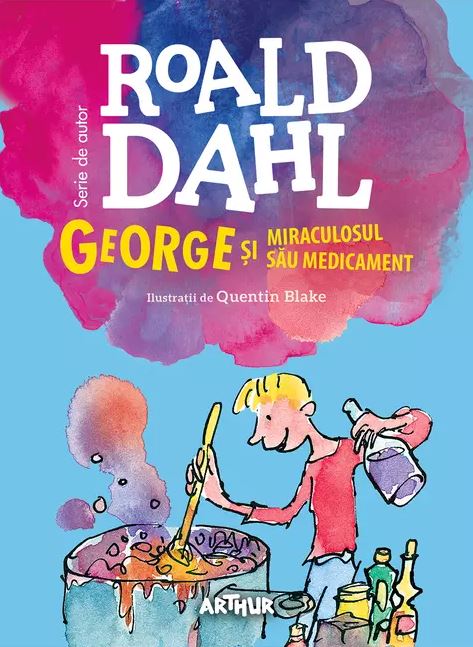 Serie de autor
ROALD
DAHL
GEORGE ȘI MIRACULOSUL
SĂU MEDICAMENT
Ilustrații de Quentin Blake
ARTHUR